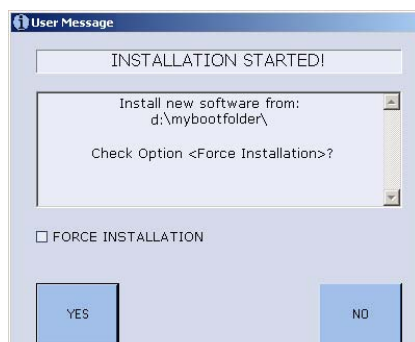 User Message
INSTALLATION STARTED!
Install new software from:
d:\mybootfolder\
Check Option <Force Installation>?
FORCE INSTALLATION
YES
NO